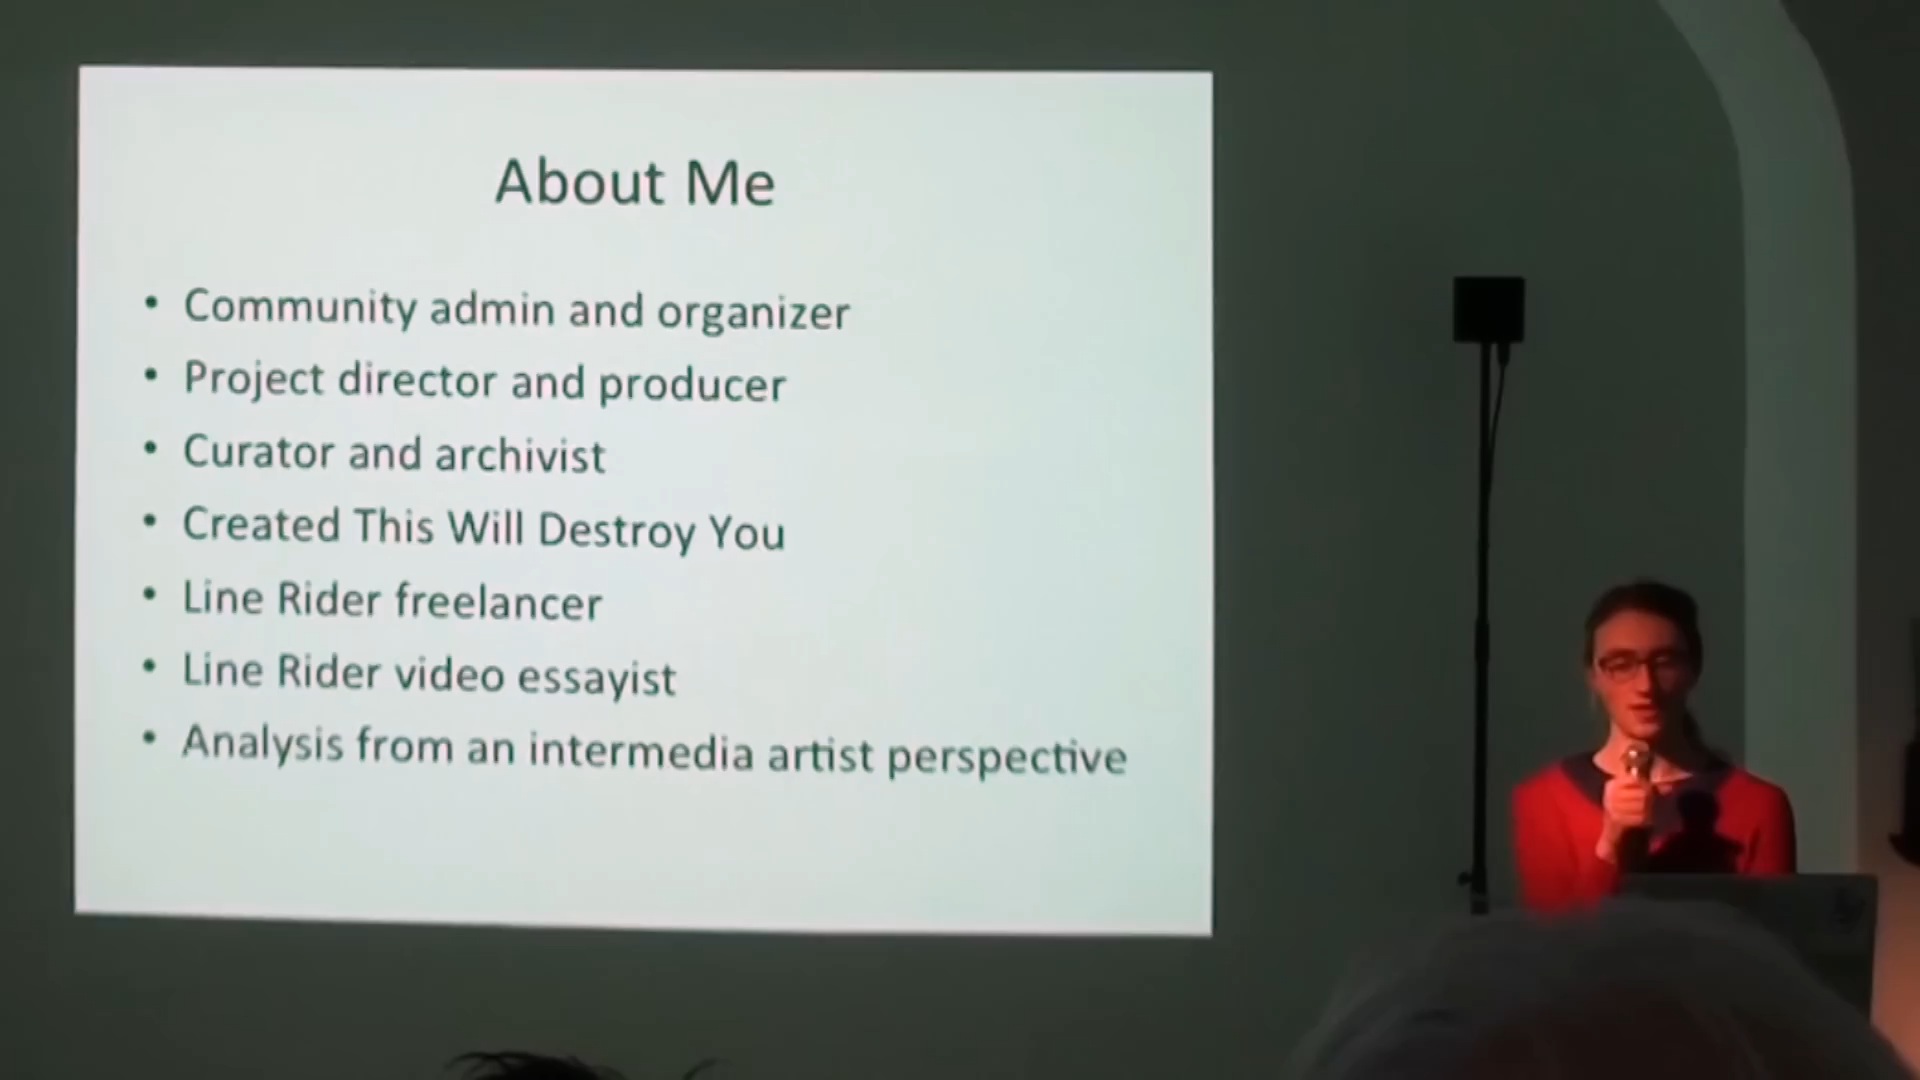 About Me
• Community admin and organizer
• Project director and producer
• Curator and archivist
• Created This Will Destroy You
• Line Rider freelancer
• Line Rider video essayist
• Analysis from an intermedia artist perspective